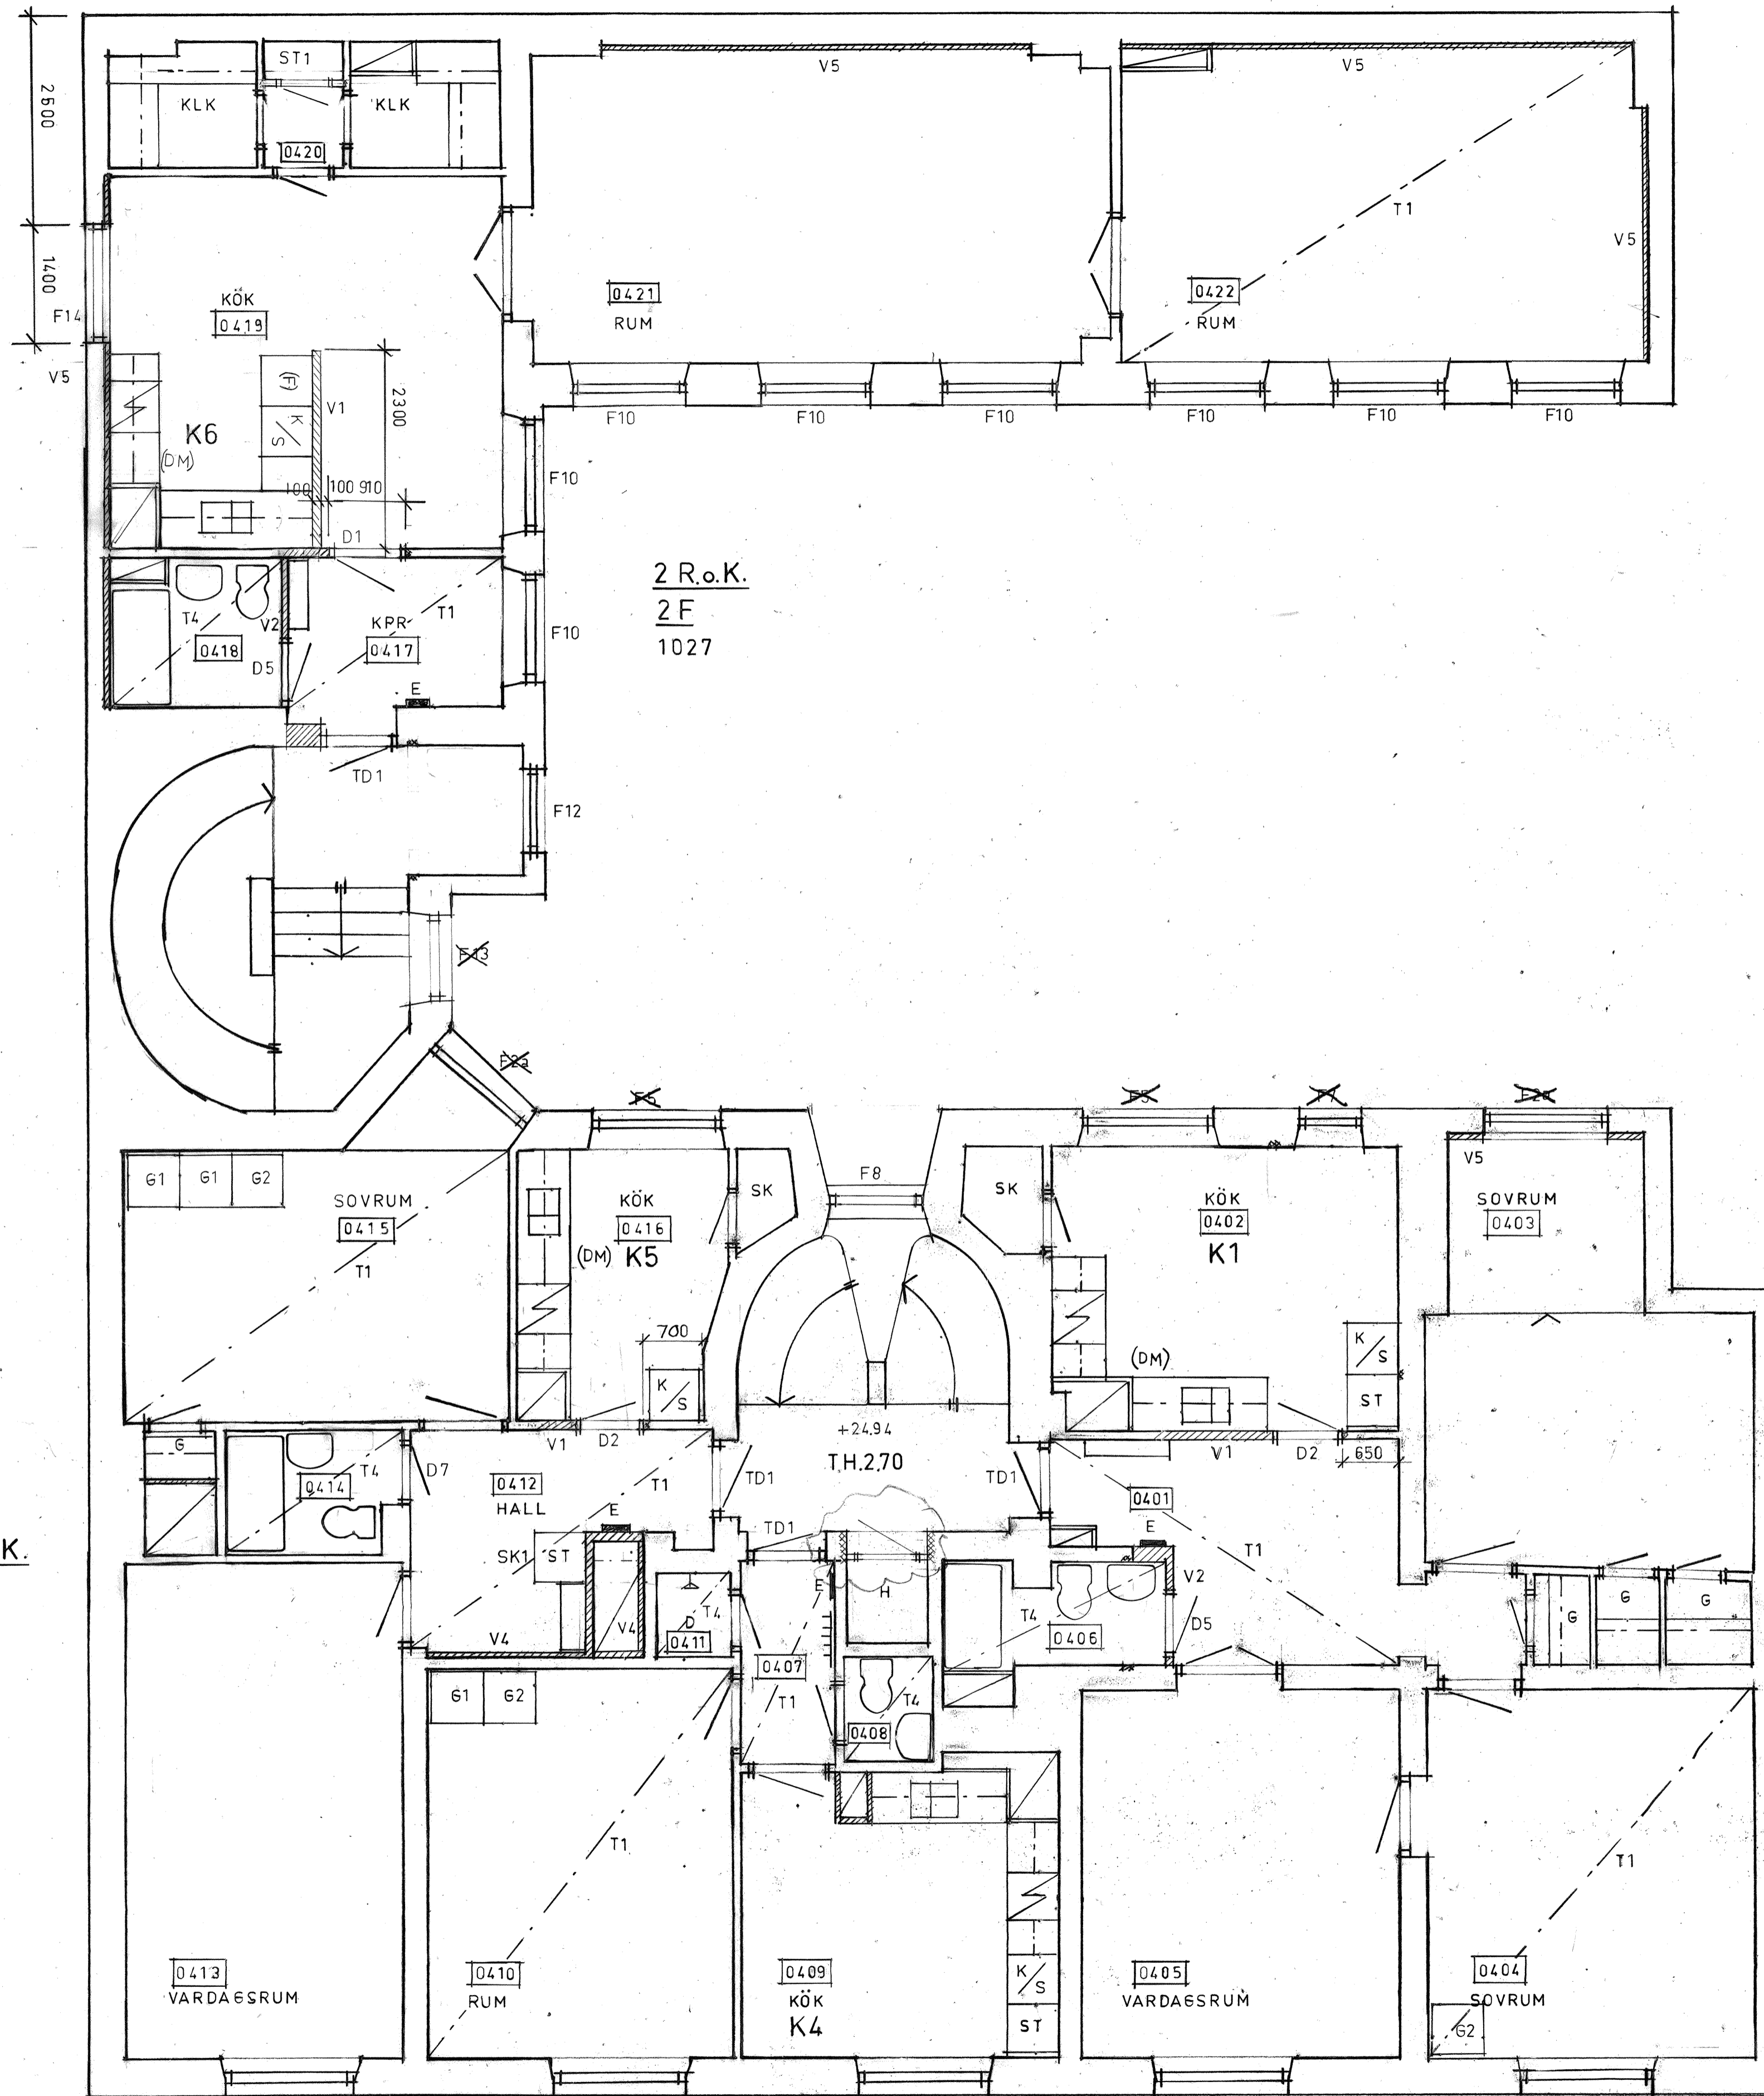 2500
ST1
KLK
KLK
0420
V5
V5
T1
V5
1400
F14
KÖK
0419
0421
RUM
0422
RUM
V5
(F)
K/S
V1
2300
K6
(DM)
100
100 910
D1
F10
F10
F10
F10
F10
F10
F10
2 R.o.K.
2 F
1027
T4
V2
0418
D5
KPR
0417
T1
E
F10
TD1
F12
F13
F2a
F5
F5
F7
F2a
G1
G1
G2
SOVRUM
0415
T1
KÖK
0416
(DM)
K5
SK
F8
SK
KÖK
0402
K1
V5
SOVRUM
0403
700
K/S
(DM)
K/S
ST
+24.94
T.H.2.70
V1
D2
V1
D2
650
G
0414
T4
D7
0412
HALL
T1
TD1
TD1
0401
E
TD1
E
T1
K.
SK1
ST
V4
V4
D
T4
0411
E
H
T4
0406
V2
D5
G
G
G
0407
T1
T4
0408
G1
G2
T1
T1
0413
VARDAGSRUM
0410
RUM
0409
KÖK
K4
K/S
ST
0405
VARDAGSRUM
0404
SOVRUM
G2